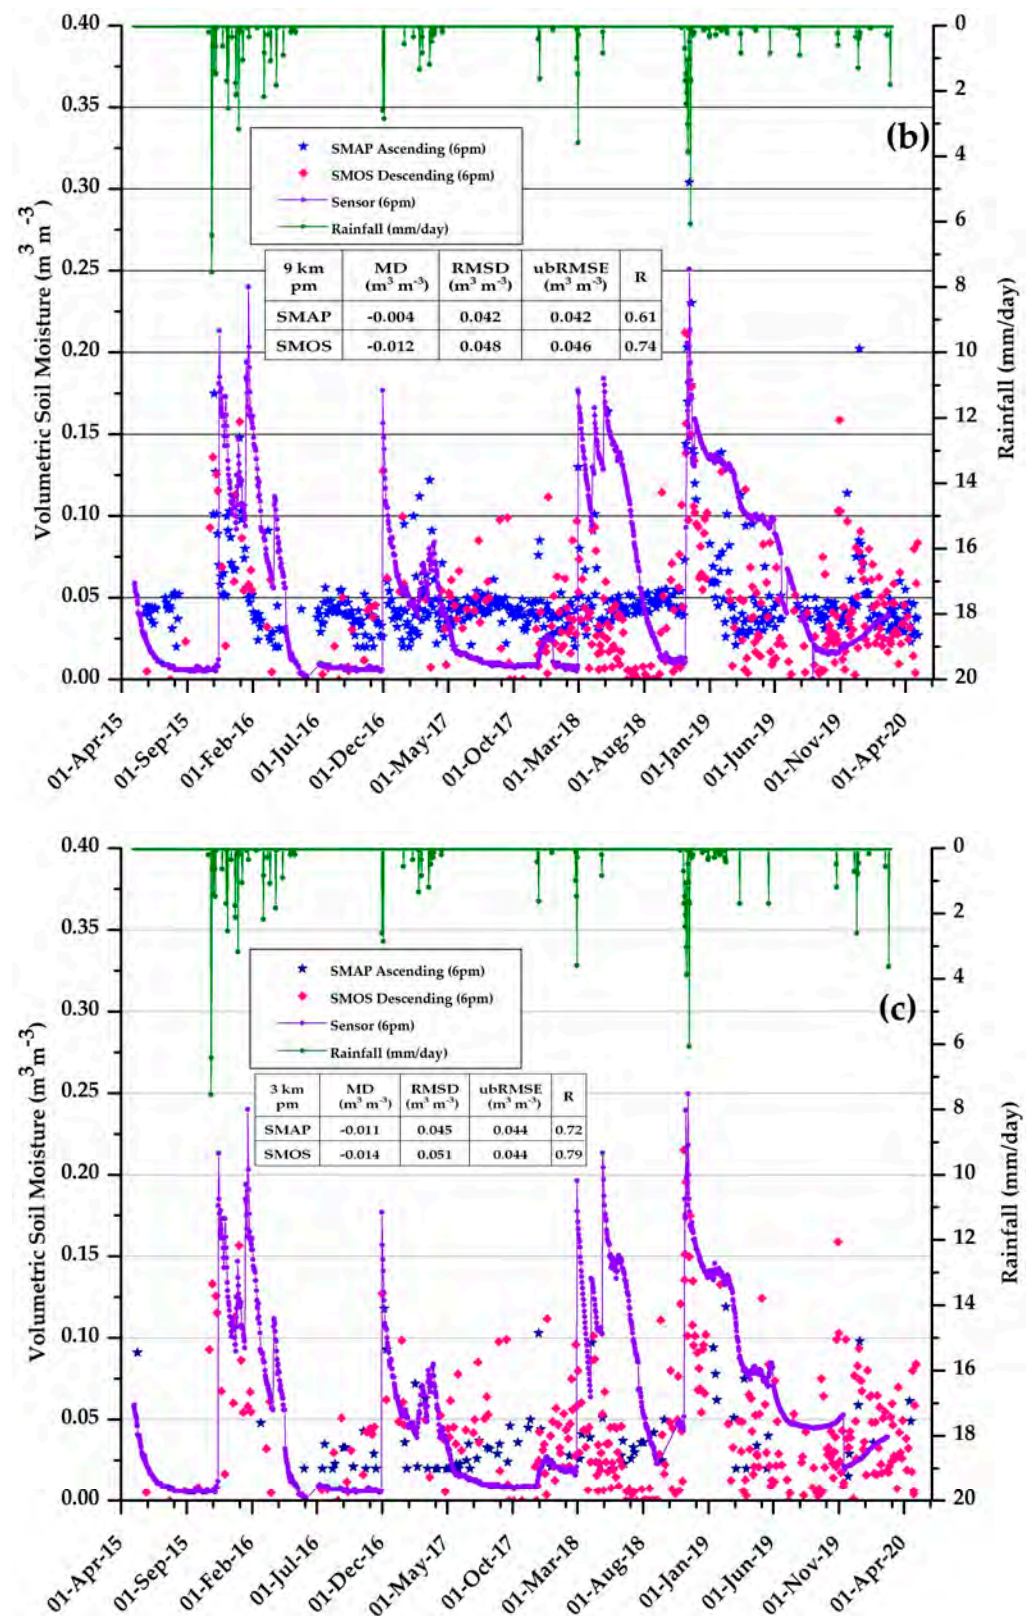 0.40
0.35
0.30
0.25
0.20
0.15
0.10
0.05
0.00
Volumetric Soil Moisture (m³ m⁻³)
0
2
4
6
8
10
12
14
16
18
20
Rainfall (mm/day)
(b)
SMAP Ascending (6pm)
SMOS Descending (6pm)
Sensor (6pm)
Rainfall (mm/day)
9 km pm MD (m³ m⁻³) RMSD (m³ m⁻³) ubRMSE (m³ m⁻³) R
SMAP -0.004 0.042 0.042 0.61
SMOS -0.012 0.048 0.046 0.74
01-Apr-15
01-Sep-15
01-Feb-16
01-Jul-16
01-Dec-16
01-May-17
01-Oct-17
01-Mar-18
01-Aug-18
01-Jan-19
01-Jun-19
01-Nov-19
01-Apr-20
0.40
0.35
0.30
0.25
0.20
0.15
0.10
0.05
0.00
Volumetric Soil Moisture (m³m⁻³)
0
2
4
6
8
10
12
14
16
18
20
Rainfall (mm/day)
(c)
SMAP Ascending (6pm)
SMOS Descending (6pm)
Sensor (6pm)
Rainfall (mm/day)
3 km pm MD (m³ m⁻³) RMSD (m³ m⁻³) ubRMSE (m³ m⁻³) R
SMAP -0.011 0.045 0.044 0.72
SMOS -0.014 0.051 0.044 0.79
01-Apr-15
01-Sep-15
01-Feb-16
01-Jul-16
01-Dec-16
01-May-17
01-Oct-17
01-Mar-18
01-Aug-18
01-Jan-19
01-Jun-19
01-Nov-19
01-Apr-20